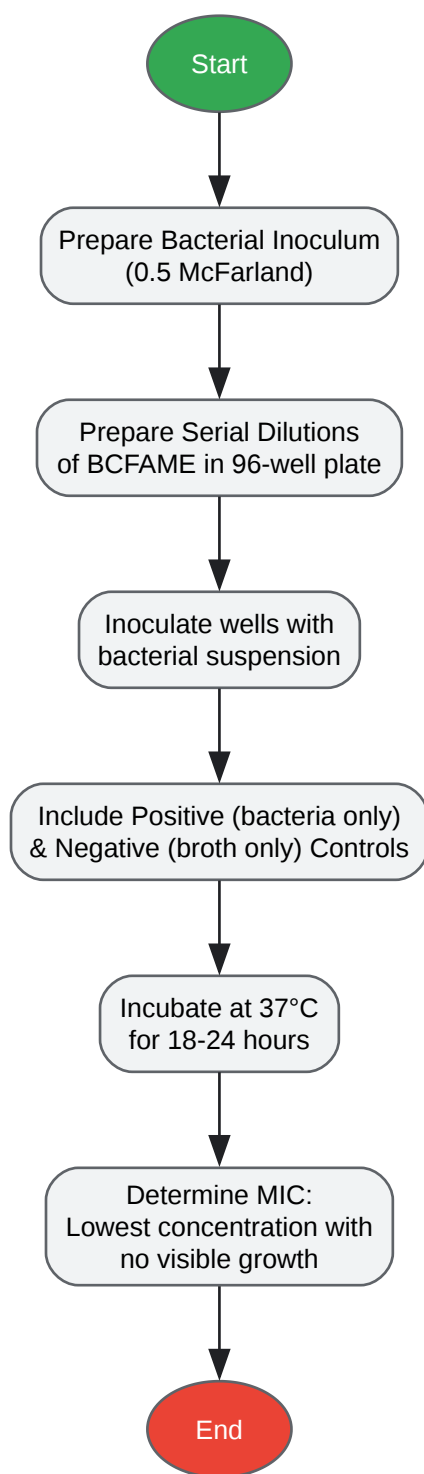 Start
Prepare Bacterial Inoculum
(0.5 McFarland)
Prepare Serial Dilutions
of BCFAME in 96-well plate
Inoculate wells with
bacterial suspension
Include Positive (bacteria only)
& Negative (broth only) Controls
Incubate at 37°C
for 18-24 hours
Determine MIC:
Lowest concentration with
no visible growth
End